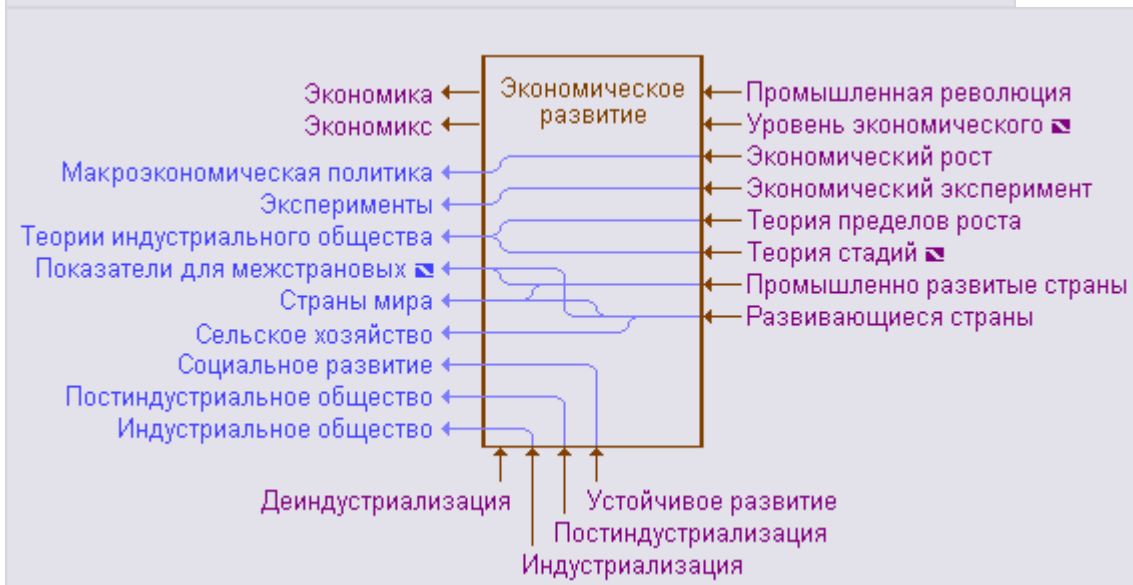 Экономическое
развитие
Экономика
Экономикс
Макроэкономическая политика
Эксперименты
Теории индустриального общества
Показатели для межстрановых
Страны мира
Сельское хозяйство
Социальное развитие
Постиндустриальное общество
Индустриальное общество
Промышленная революция
Уровень экономического
Экономический рост
Экономический эксперимент
Теория пределов роста
Теория стадий
Промышленно развитые страны
Развивающиеся страны
Деиндустриализация
Устойчивое развитие
Постиндустриализация
Индустриализация